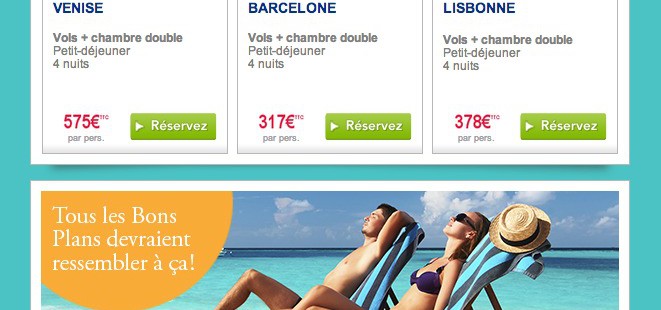 VENISE
Vols + chambre double
Petit-déjeuner
4 nuits
575€ TTC
par pers.
Réservez
BARCELONE
Vols + chambre double
Petit-déjeuner
4 nuits
317€ TTC
par pers.
Réservez
LISBONNE
Vols + chambre double
Petit-déjeuner
4 nuits
378€ TTC
par pers.
Réservez
Tous les Bons
Plans devraient
ressembler à ça!